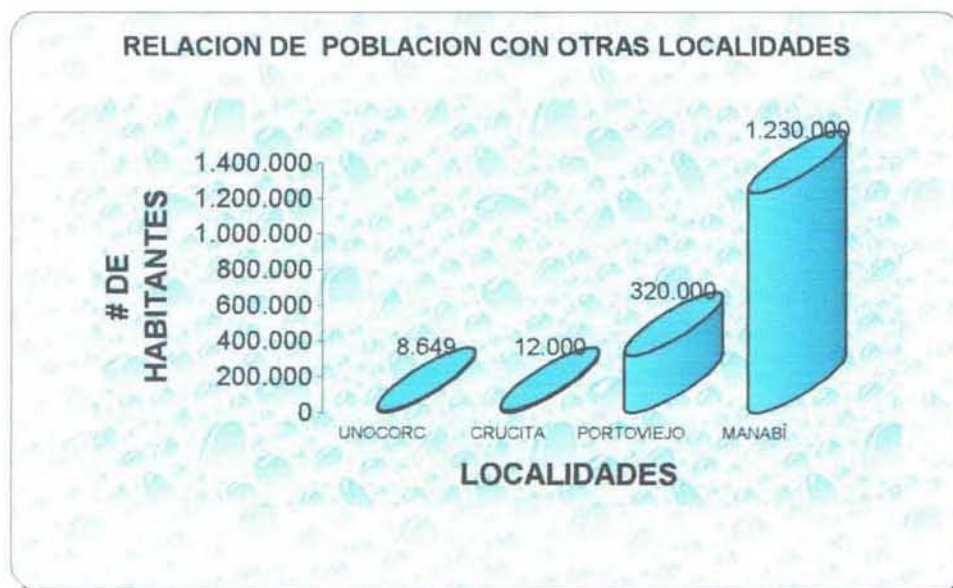 RELACION DE POBLACION CON OTRAS LOCALIDADES
1.230.000
1.400.000
1.200.000
1.000.000
800.000
600.000
400.000
200.000
0
# DE
HABITANTES
320.000
8.649
12.000
UNOCORC
CRUCITA
PORTOVIEJO
MANABÍ
LOCALIDADES